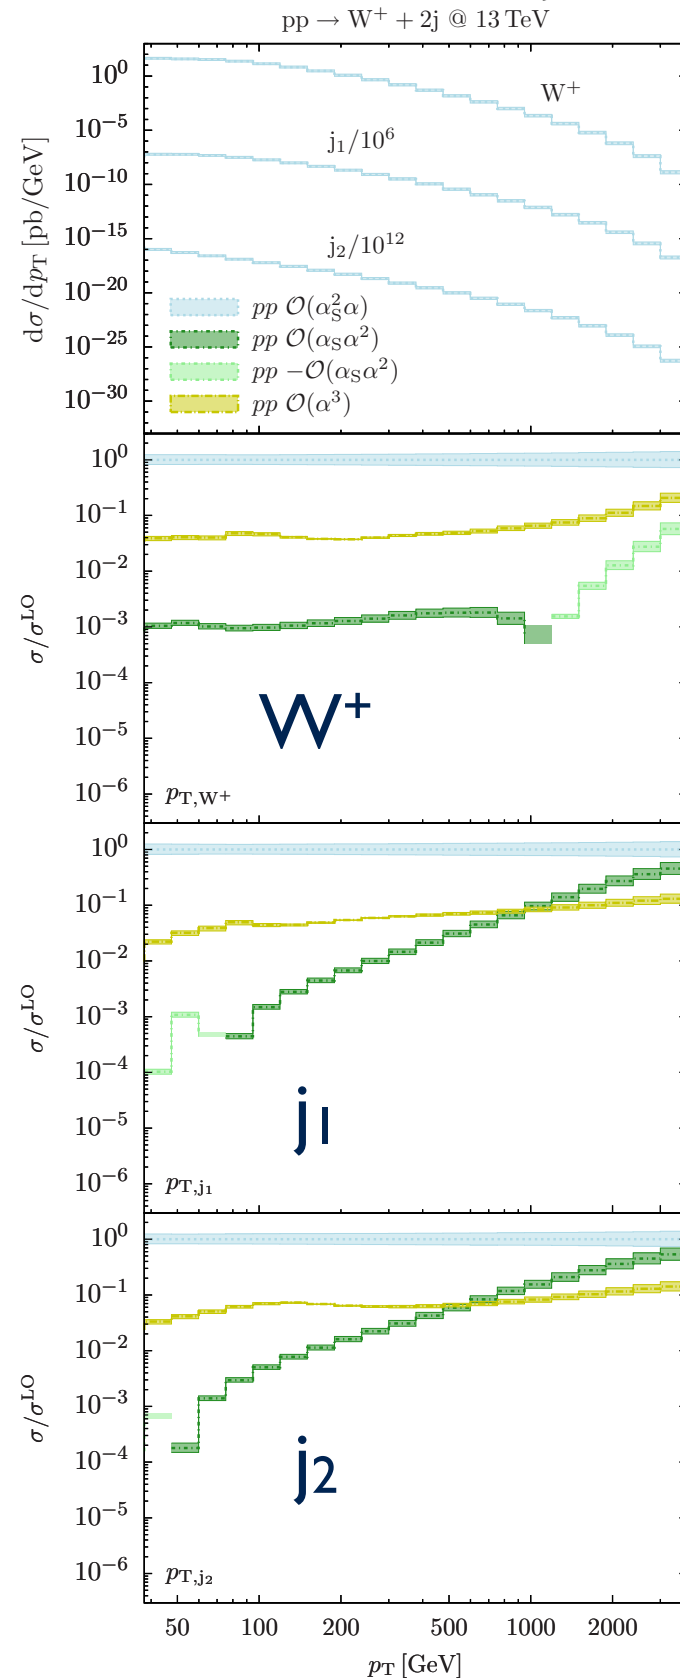 pp → W⁺ + 2j @ 13 TeV
10⁰
10⁻⁵
10⁻¹⁰
10⁻¹⁵
10⁻²⁰
10⁻²⁵
10⁻³⁰
dσ/dp_T [pb/GeV]
W⁺
j₁/10⁶
j₂/10¹²
pp 𝒪(α_S²α)
pp 𝒪(α_Sα²)
pp −𝒪(α_Sα²)
pp 𝒪(α³)
10⁰
10⁻¹
10⁻²
10⁻³
10⁻⁴
10⁻⁵
10⁻⁶
σ/σ^LO
W⁺
p_T,W⁺
10⁰
10⁻¹
10⁻²
10⁻³
10⁻⁴
10⁻⁵
10⁻⁶
σ/σ^LO
j1
p_T,j₁
10⁰
10⁻¹
10⁻²
10⁻³
10⁻⁴
10⁻⁵
10⁻⁶
σ/σ^LO
j2
p_T,j₂
50 100 200 500 1000 2000
p_T [GeV]